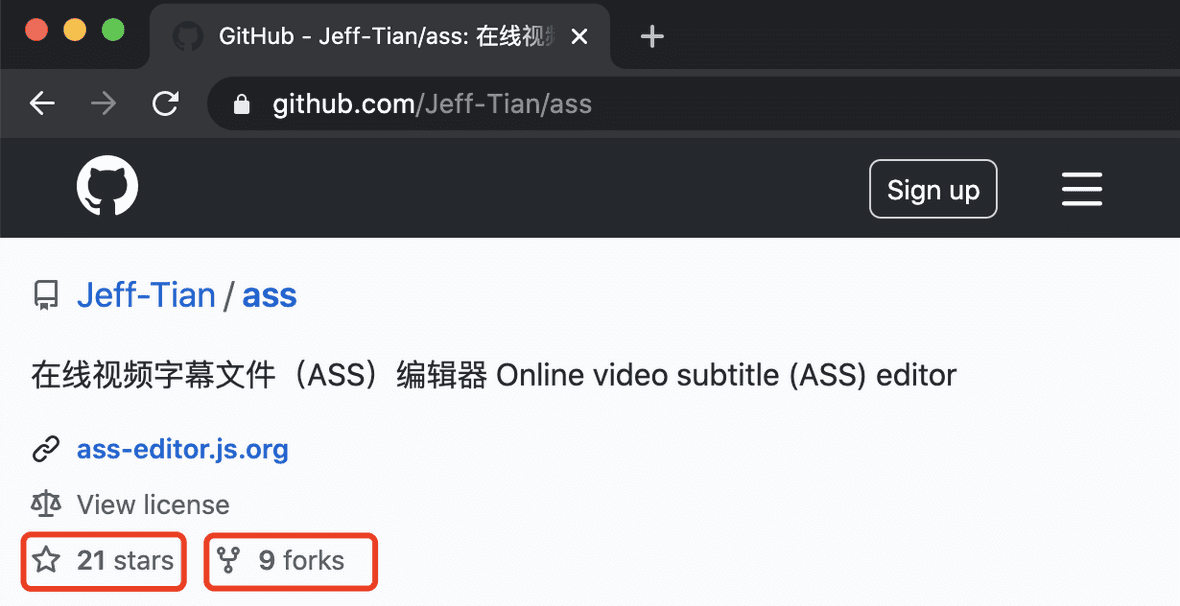 GitHub - Jeff-Tian/ass: 在线视频
github.com/Jeff-Tian/ass
Sign up
Jeff-Tian / ass
在线视频字幕文件（ASS）编辑器 Online video subtitle (ASS) editor
ass-editor.js.org
View license
21 stars 9 forks